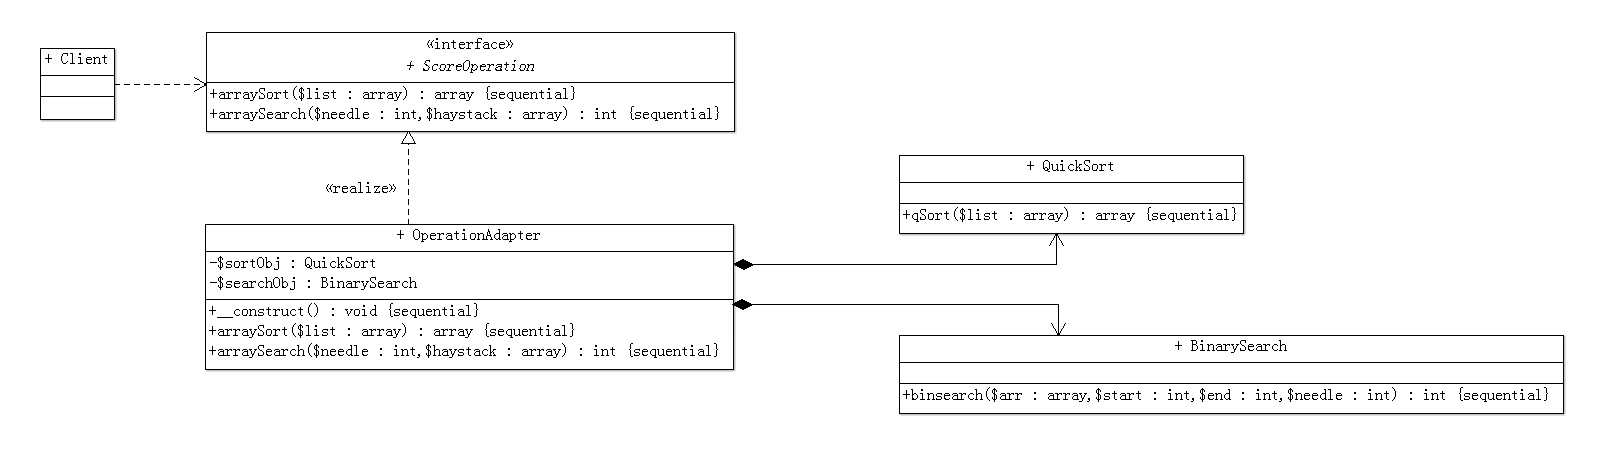 + Client
«interface»
+ ScoreOperation
+arraySort($list : array) : array {sequential}
+arraySearch($needle : int,$haystack : array) : int {sequential}
«realize»
+ OperationAdapter
-$sortObj : QuickSort
-$searchObj : BinarySearch
+__construct() : void {sequential}
+arraySort($list : array) : array {sequential}
+arraySearch($needle : int,$haystack : array) : int {sequential}
+ QuickSort
+qSort($list : array) : array {sequential}
+ BinarySearch
+binsearch($arr : array,$start : int,$end : int,$needle : int) : int {sequential}